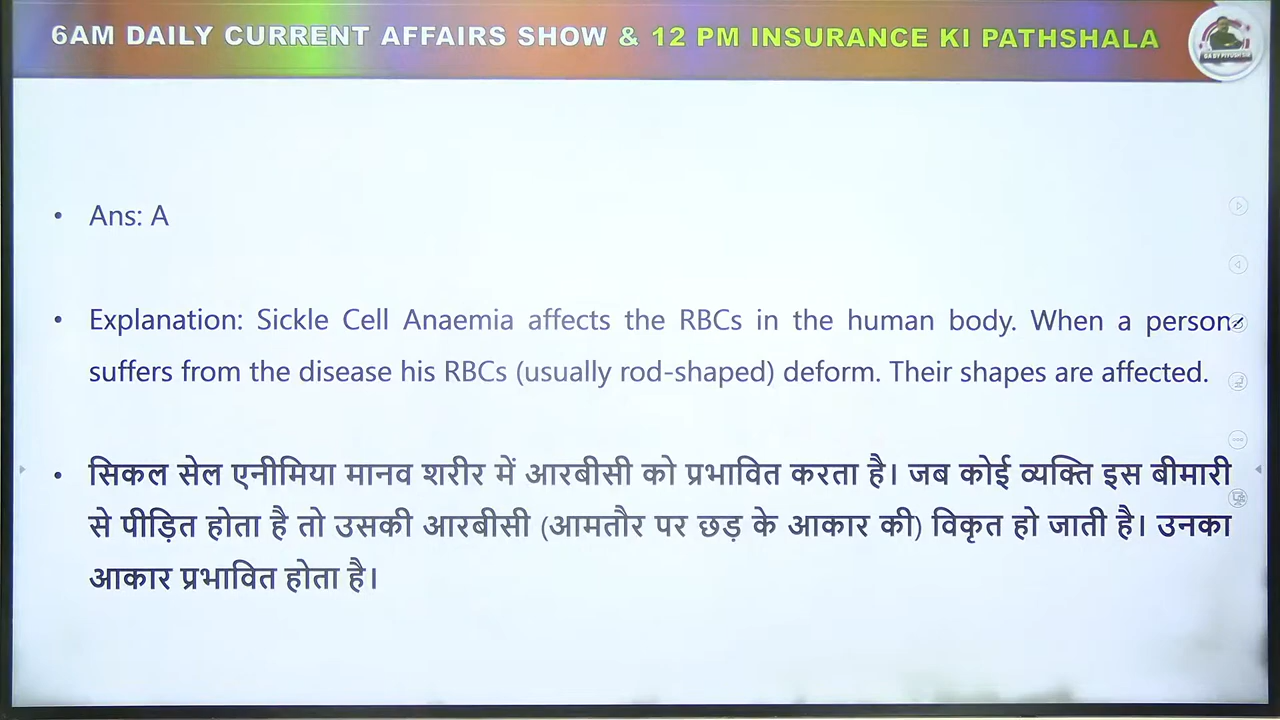 6AM DAILY CURRENT AFFAIRS SHOW & 12 PM INSURANCE KI PATHSHALA
• Ans: A
• Explanation: Sickle Cell Anaemia affects the RBCs in the human body. When a person
suffers from the disease his RBCs (usually rod-shaped) deform. Their shapes are affected.
• सिकल सेल एनीमिया मानव शरीर में आरबीसी को प्रभावित करता है। जब कोई व्यक्ति इस बीमारी
से पीड़ित होता है तो उसकी आरबीसी (आमतौर पर छड़ के आकार की) विकृत हो जाती है। उनका
आकार प्रभावित होता है।